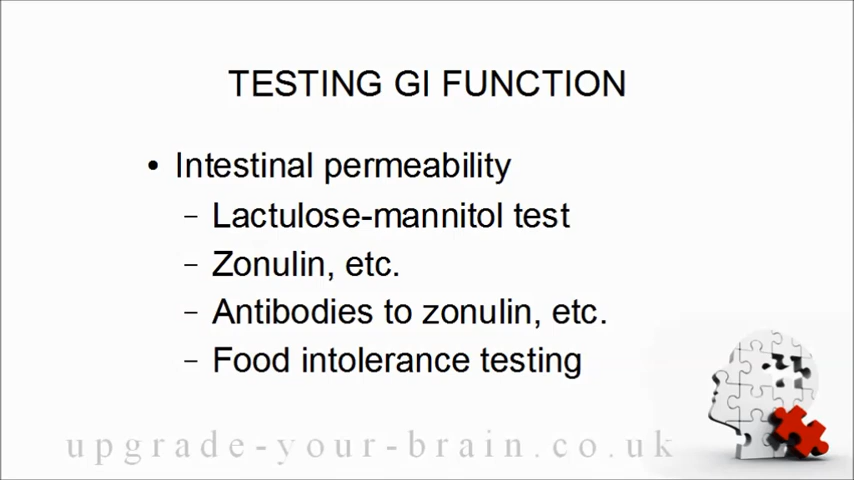 TESTING GI FUNCTION
• Intestinal permeability
– Lactulose-mannitol test
– Zonulin, etc.
– Antibodies to zonulin, etc.
– Food intolerance testing
upgrade-your-brain.co.uk